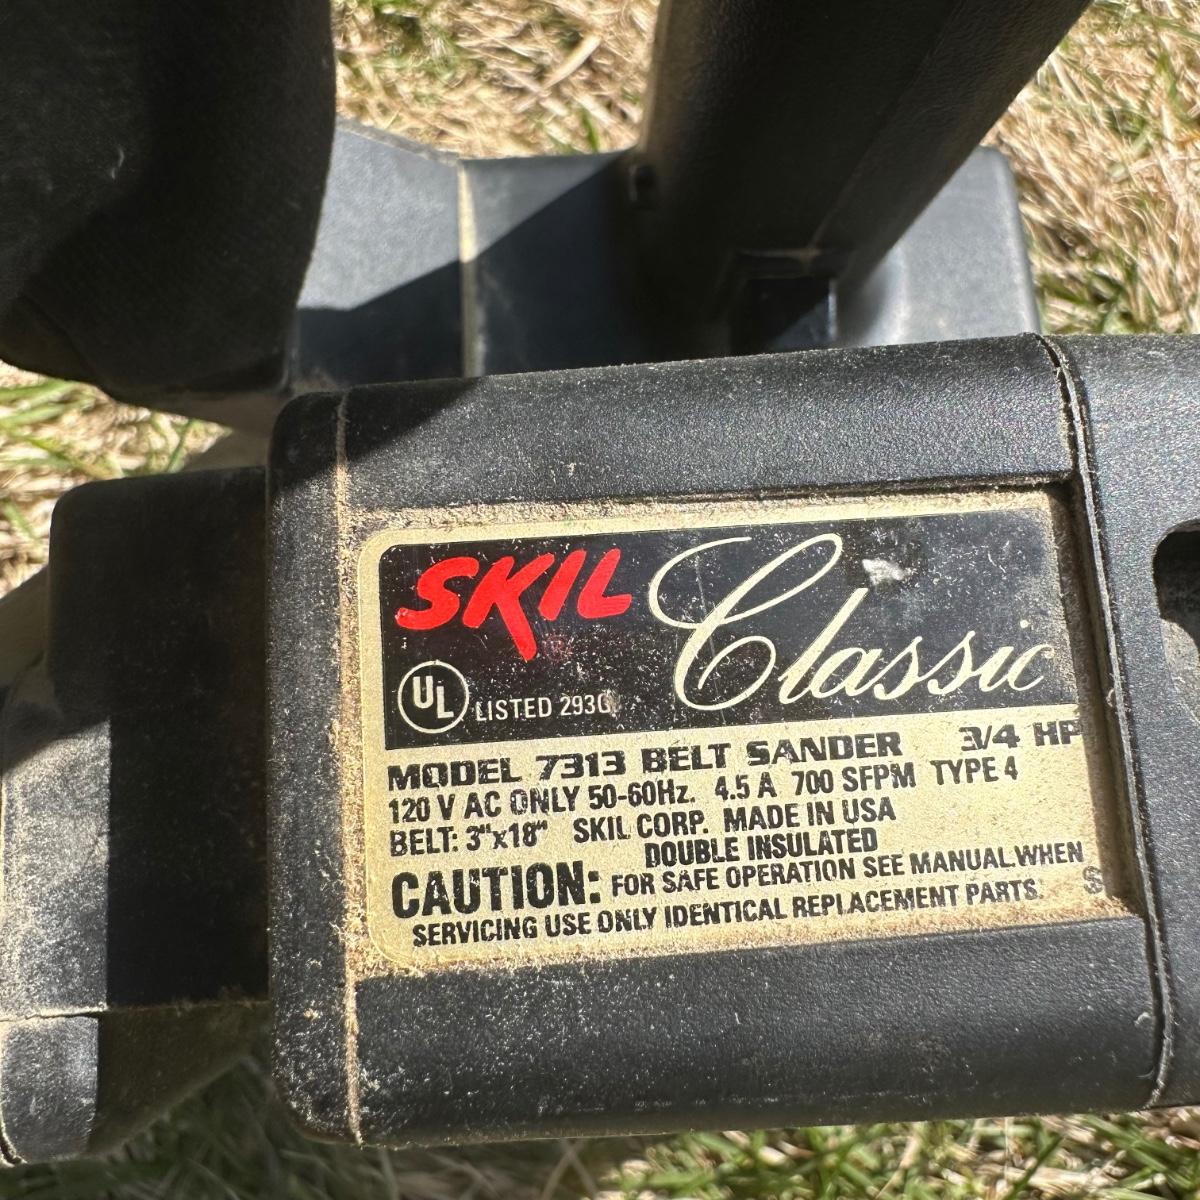 SKIL Classic
®
UL LISTED 293G
MODEL 7313 BELT SANDER 3/4 HP
120 V AC ONLY 50-60Hz. 4.5 A 700 SFPM TYPE 4
BELT: 3"x18" SKIL CORP. MADE IN USA
DOUBLE INSULATED
CAUTION: FOR SAFE OPERATION SEE MANUAL.WHEN
SERVICING USE ONLY IDENTICAL REPLACEMENT PARTS. S